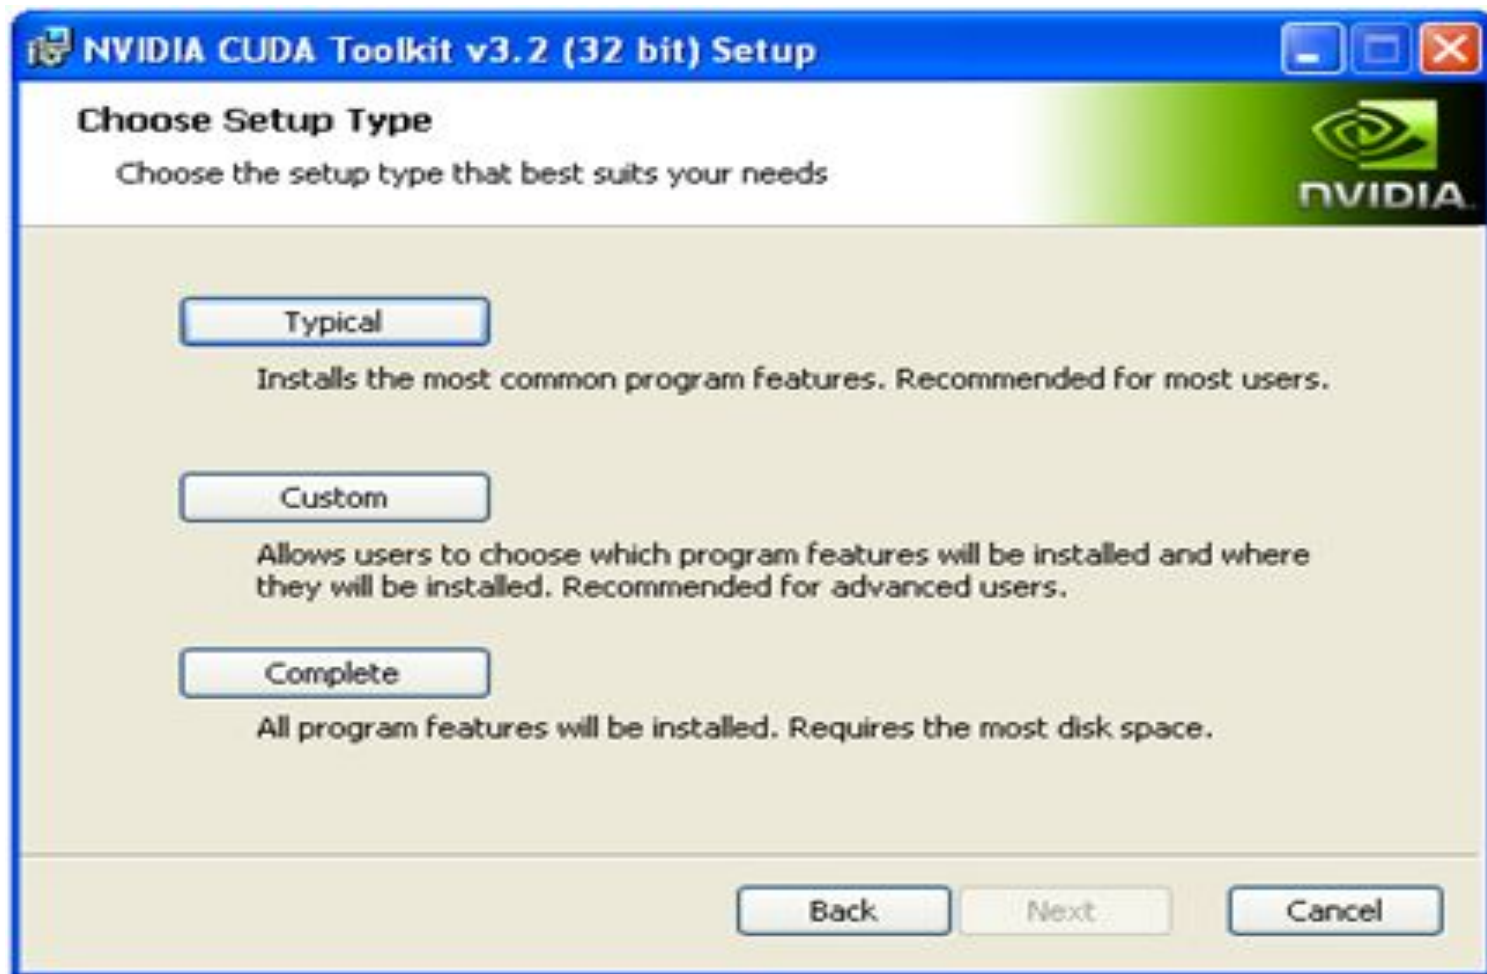 NVIDIA CUDA Toolkit v3.2 (32 bit) Setup
Choose Setup Type
Choose the setup type that best suits your needs
NVIDIA
Typical
Installs the most common program features. Recommended for most users.
Custom
Allows users to choose which program features will be installed and where
they will be installed. Recommended for advanced users.
Complete
All program features will be installed. Requires the most disk space.
Back
Next
Cancel